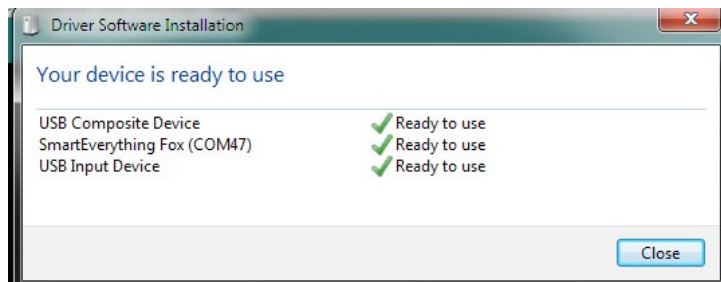 Driver Software Installation
Your device is ready to use
USB Composite Device Ready to use
SmartEverything Fox (COM47) Ready to use
USB Input Device Ready to use
Close